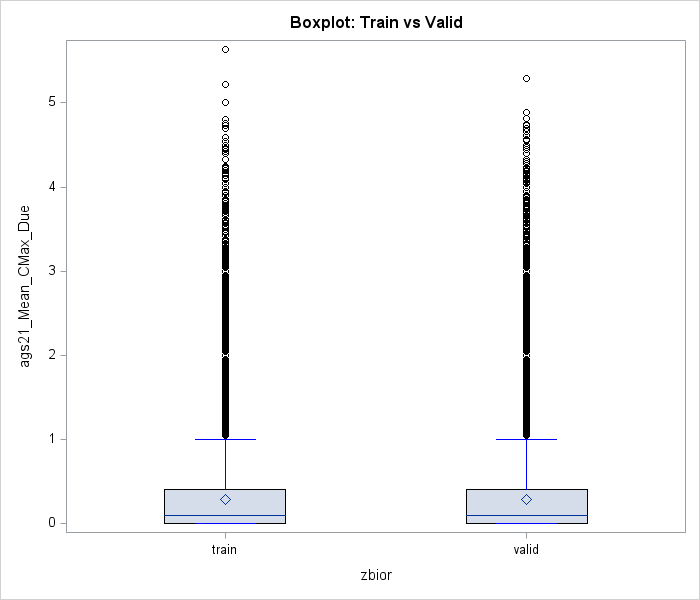 Boxplot: Train vs Valid
ags21_Mean_CMax_Due
5
4
3
2
1
0
train
valid
zbior